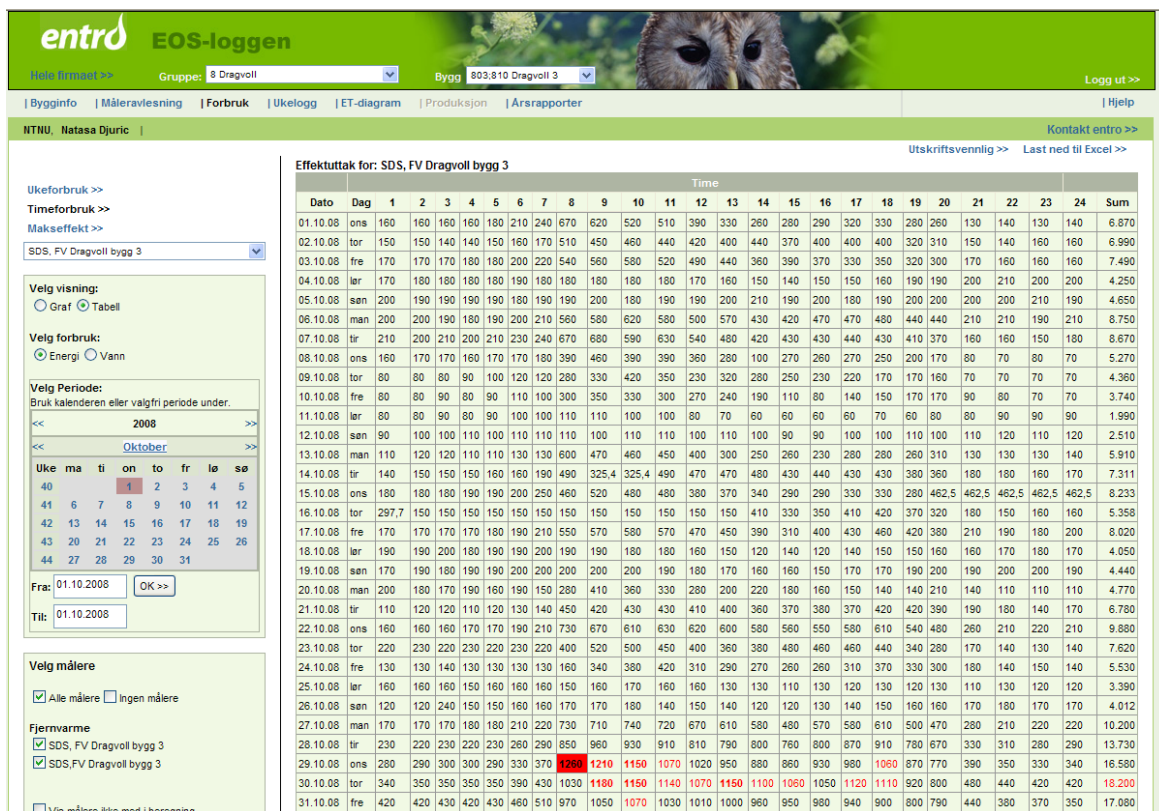 entro EOS-loggen
Hele firmaet >> Gruppe: 8 Dragvoll Bygg 803;810 Dragvoll 3 Logg ut >>
| Bygginfo | Måleravlesning | Forbruk | Ukelogg | ET-diagram | Produksjon | Årsrapporter | Hjelp
NTNU, Natasa Djuric | Kontakt entro >>
Utskriftsvennlig >> Last ned til Excel >>
Ukeforbruk >>
Timeforbruk >>
Makseffekt >>
SDS, FV Dragvoll bygg 3
Velg visning:
Graf Tabell
Velg forbruk:
Energi Vann
Velg Periode:
Bruk kalenderen eller valgfri periode under.
<< 2008 >>
<< Oktober >>
Uke ma ti on to fr lø sø
40 1 2 3 4 5
41 6 7 8 9 10 11 12
42 13 14 15 16 17 18 19
43 20 21 22 23 24 25 26
44 27 28 29 30 31
Fra: 01.10.2008 OK >>
Til: 01.10.2008
Velg målere
Alle målere Ingen målere
Fjernvarme
SDS, FV Dragvoll bygg 3
SDS,FV Dragvoll bygg 3
Effektuttak for: SDS, FV Dragvoll bygg 3
Time
Dato Dag 1 2 3 4 5 6 7 8 9 10 11 12 13 14 15 16 17 18 19 20 21 22 23 24 Sum
01.10.08 ons 160 160 160 160 180 210 240 670 620 520 510 390 330 260 280 290 320 330 280 260 130 140 130 140 6.870
02.10.08 tor 150 150 140 140 150 160 170 510 450 460 440 420 400 440 370 400 400 400 320 310 150 140 160 160 6.990
03.10.08 fre 170 170 170 180 180 200 220 540 560 580 520 490 440 360 390 370 330 350 320 300 170 160 160 160 7.490
04.10.08 lør 170 180 180 180 180 190 180 180 180 180 180 170 160 150 140 150 150 160 190 190 200 210 200 200 4.250
05.10.08 søn 200 190 190 190 190 180 190 190 200 180 190 190 200 210 190 200 180 190 200 200 200 200 210 190 4.650
06.10.08 man 200 200 190 180 190 200 210 560 580 620 580 500 570 430 420 470 470 480 440 440 210 210 190 210 8.750
07.10.08 tir 210 200 210 200 210 230 240 670 680 590 630 540 480 420 430 430 440 430 410 370 160 160 150 180 8.670
08.10.08 ons 160 170 170 160 170 170 180 390 460 390 390 360 280 100 270 260 270 250 200 170 80 70 80 70 5.270
09.10.08 tor 80 80 80 90 100 120 120 280 330 420 350 230 320 280 250 230 220 170 170 160 70 70 70 70 4.360
10.10.08 fre 80 80 90 80 90 110 100 300 350 330 300 270 240 190 110 80 140 150 170 170 90 80 70 70 3.740
11.10.08 lør 80 80 90 80 90 100 100 110 110 100 100 80 70 60 60 60 60 70 60 80 80 90 90 90 1.990
12.10.08 søn 90 100 100 110 100 110 110 110 100 110 110 100 110 100 90 90 100 100 110 100 110 120 110 120 2.510
13.10.08 man 110 120 120 110 110 130 130 600 470 460 450 400 300 250 260 230 280 280 260 310 130 130 130 140 5.910
14.10.08 tir 140 150 150 150 160 160 190 490 325,4 325,4 490 470 470 480 430 440 430 430 380 360 180 180 160 170 7.311
15.10.08 ons 180 180 180 190 190 200 250 460 520 480 480 380 370 340 290 290 330 330 280 462,5 462,5 462,5 462,5 462,5 8.233
16.10.08 tor 297,7 150 150 150 150 150 150 150 150 150 150 150 150 410 330 350 410 420 370 320 180 150 160 160 5.358
17.10.08 fre 170 170 170 170 180 190 210 550 570 580 570 470 450 390 310 400 430 460 420 380 210 190 180 200 8.020
18.10.08 lør 190 190 200 180 190 190 200 190 190 180 180 160 150 120 140 120 140 150 150 160 160 170 180 170 4.050
19.10.08 søn 170 190 180 190 190 200 200 200 200 190 180 170 160 160 150 170 170 190 200 190 200 200 200 190 4.440
20.10.08 man 200 180 170 190 160 190 150 280 410 360 330 280 200 220 180 160 150 140 140 210 140 110 110 110 4.770
21.10.08 tir 110 120 120 110 120 130 140 450 420 430 430 410 400 360 370 380 370 420 420 390 190 180 140 170 6.780
22.10.08 ons 160 160 160 170 170 190 210 730 670 610 630 620 600 580 560 550 580 610 540 480 260 210 220 210 9.880
23.10.08 tor 220 230 220 230 220 230 220 400 520 500 450 400 360 380 480 460 460 440 340 280 170 140 130 140 7.620
24.10.08 fre 130 130 140 130 130 130 160 340 380 420 310 290 270 260 260 310 370 330 330 300 180 140 150 140 5.530
25.10.08 lør 160 160 160 150 160 160 160 150 160 170 160 160 130 130 110 130 120 130 120 130 110 130 120 120 3.390
26.10.08 søn 120 120 240 150 150 160 160 170 170 180 140 150 140 120 120 130 140 150 160 160 170 180 170 170 4.012
27.10.08 man 170 170 170 180 180 210 220 730 710 740 720 670 610 580 480 570 580 610 500 470 280 210 220 220 10.200
28.10.08 tir 230 220 230 220 230 260 290 850 960 930 910 810 790 800 760 800 870 910 780 670 330 310 280 290 13.730
29.10.08 ons 280 290 300 300 290 330 370 1260 1210 1150 1070 1020 950 880 860 930 980 1060 870 770 390 350 330 340 16.580
30.10.08 tor 340 350 350 350 350 390 430 1030 1180 1150 1140 1070 1150 1100 1060 1050 1120 1110 920 800 480 440 420 420 18.200
31.10.08 fre 420 420 430 420 430 460 510 970 1050 1070 1030 1010 1000 960 950 980 940 900 800 790 440 380 370 350 17.080